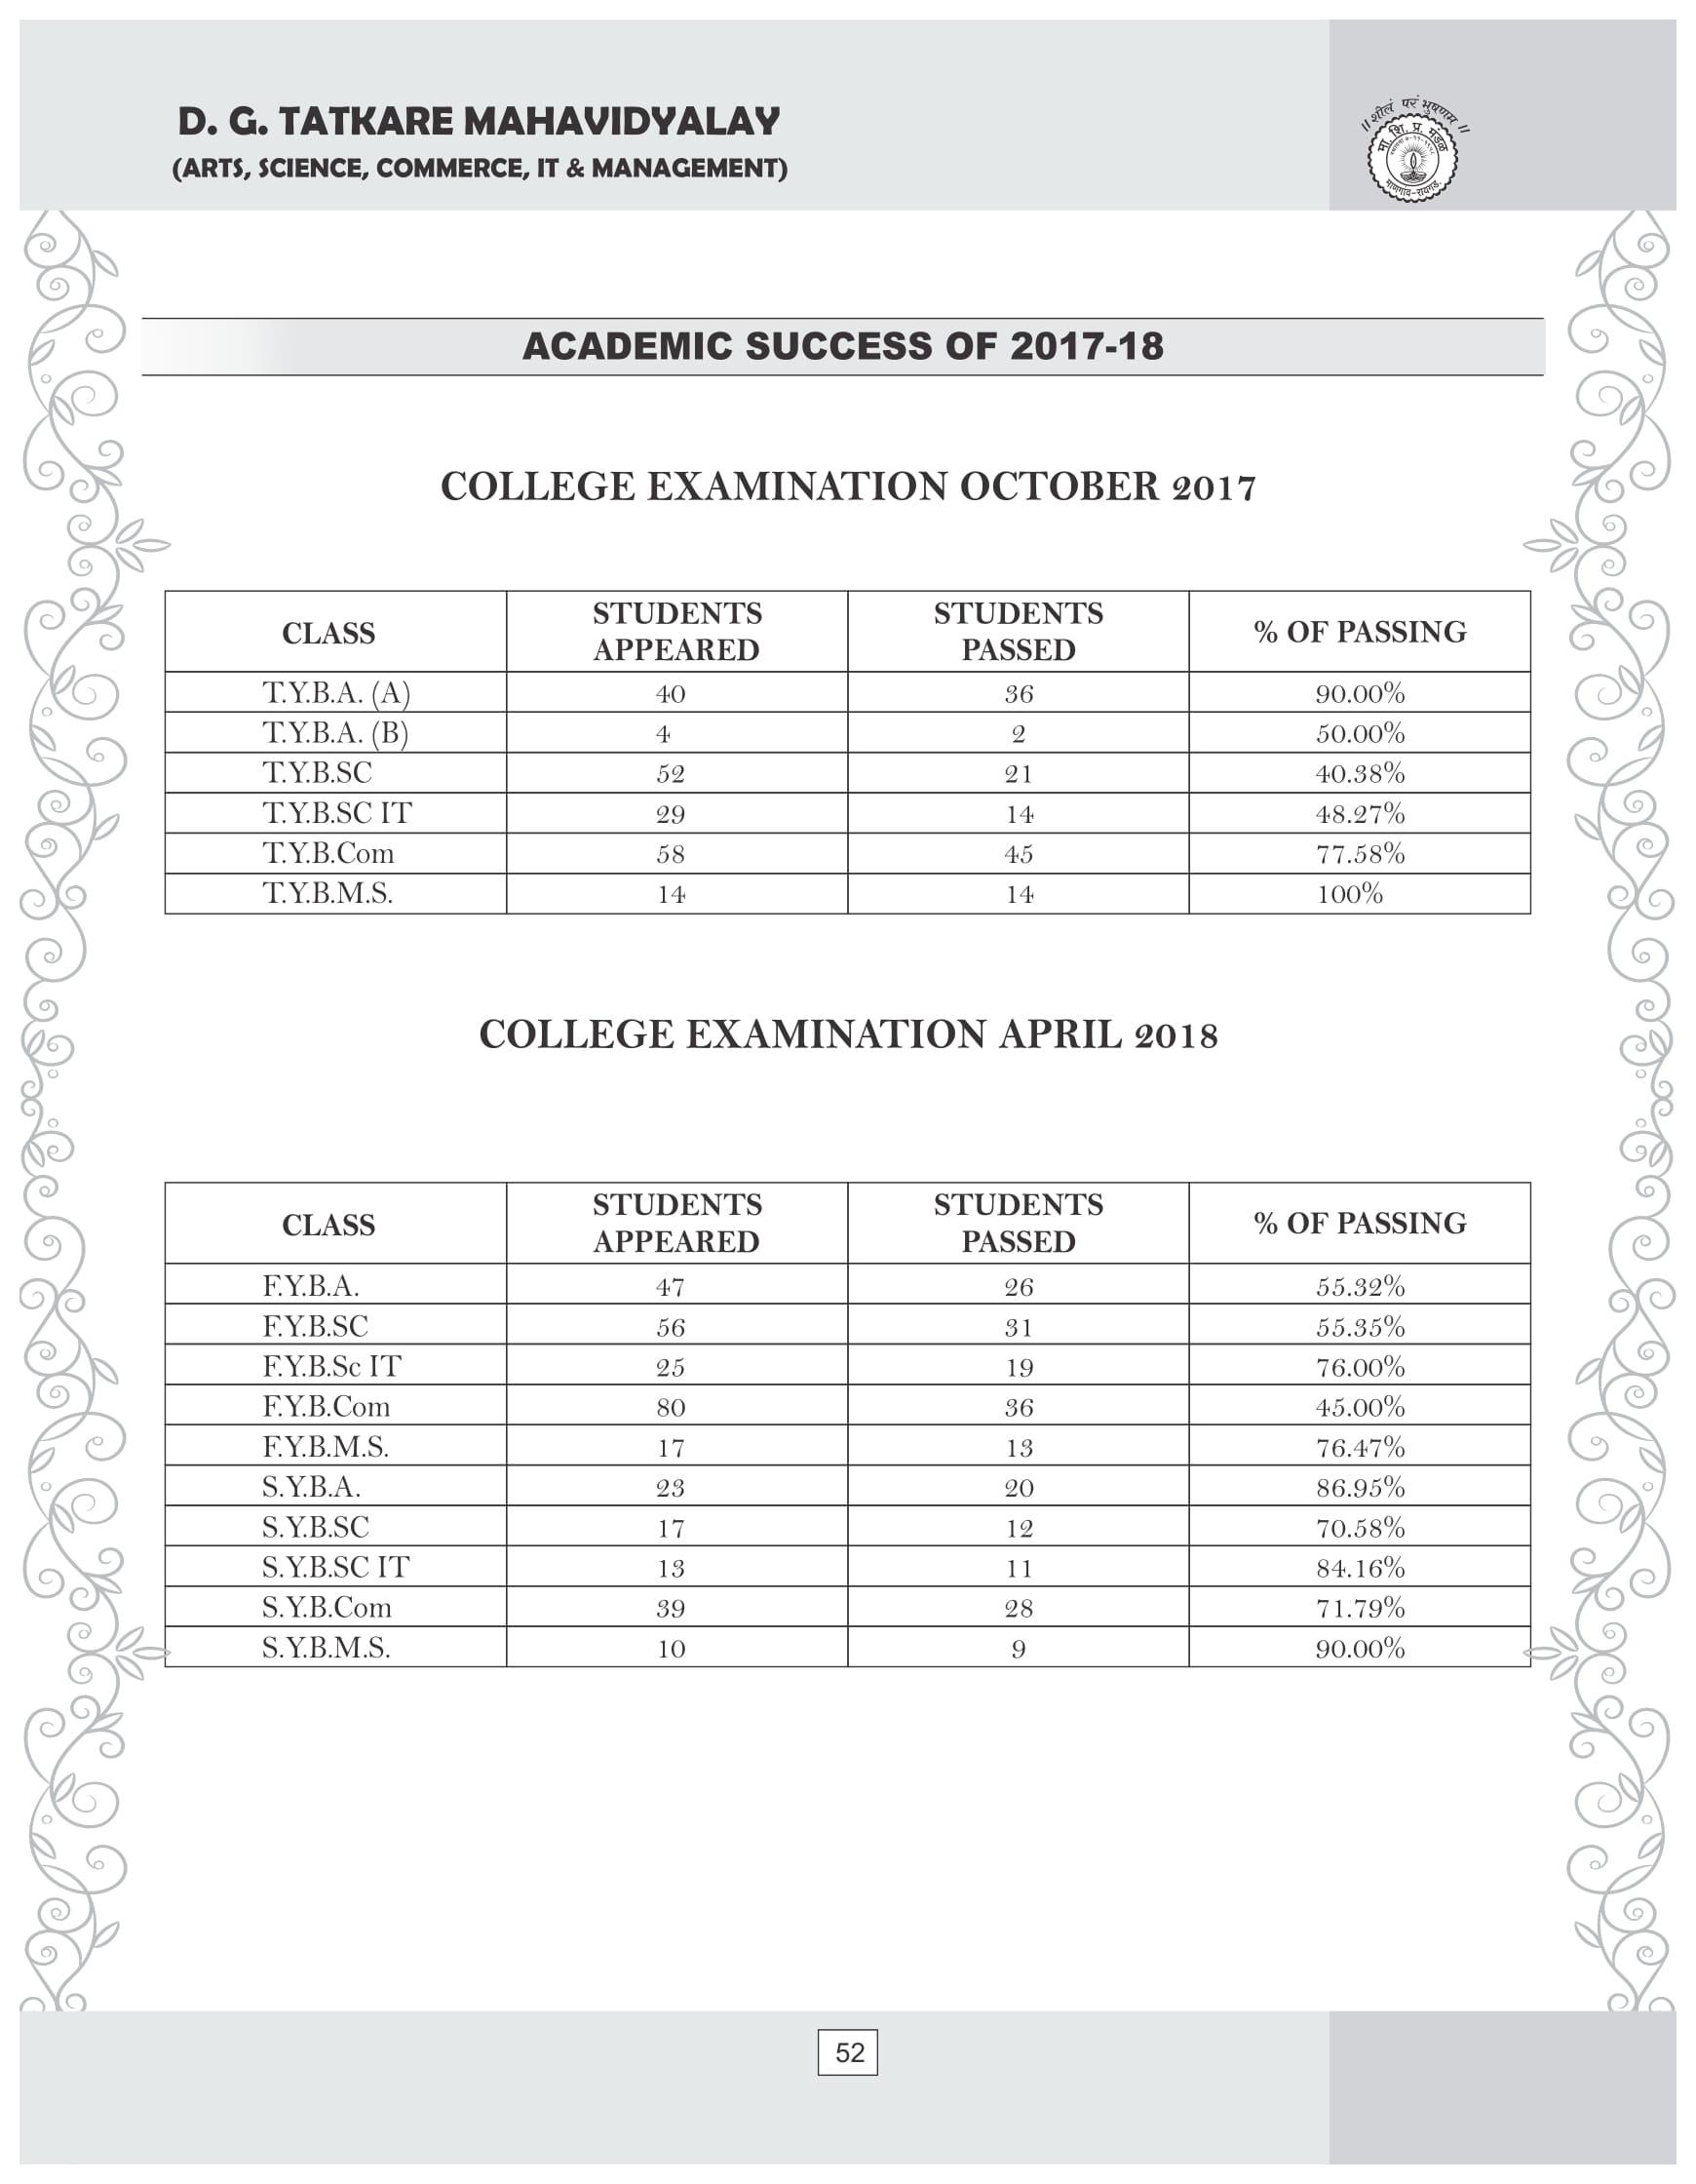 D. G. TATKARE MAHAVIDYALAY
(ARTS, SCIENCE, COMMERCE, IT & MANAGEMENT)
॥ शीलं परं भुषणम ॥
मा. शि. प्र. मंडळ
माणगाव-रायगड.
ACADEMIC SUCCESS OF 2017-18
COLLEGE EXAMINATION OCTOBER 2017
CLASS STUDENTS APPEARED STUDENTS PASSED % OF PASSING
T.Y.B.A. (A) 40 36 90.00%
T.Y.B.A. (B) 4 2 50.00%
T.Y.B.SC 52 21 40.38%
T.Y.B.SC IT 29 14 48.27%
T.Y.B.Com 58 45 77.58%
T.Y.B.M.S. 14 14 100%
COLLEGE EXAMINATION APRIL 2018
CLASS STUDENTS APPEARED STUDENTS PASSED % OF PASSING
F.Y.B.A. 47 26 55.32%
F.Y.B.SC 56 31 55.35%
F.Y.B.Sc IT 25 19 76.00%
F.Y.B.Com 80 36 45.00%
F.Y.B.M.S. 17 13 76.47%
S.Y.B.A. 23 20 86.95%
S.Y.B.SC 17 12 70.58%
S.Y.B.SC IT 13 11 84.16%
S.Y.B.Com 39 28 71.79%
S.Y.B.M.S. 10 9 90.00%
52